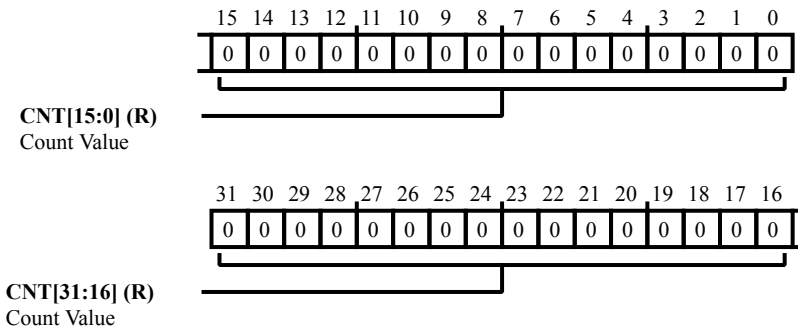 15 14 13 12 11 10 9 8 7 6 5 4 3 2 1 0
0 0 0 0 0 0 0 0 0 0 0 0 0 0 0 0
CNT[15:0] (R)
Count Value
31 30 29 28 27 26 25 24 23 22 21 20 19 18 17 16
0 0 0 0 0 0 0 0 0 0 0 0 0 0 0 0
CNT[31:16] (R)
Count Value